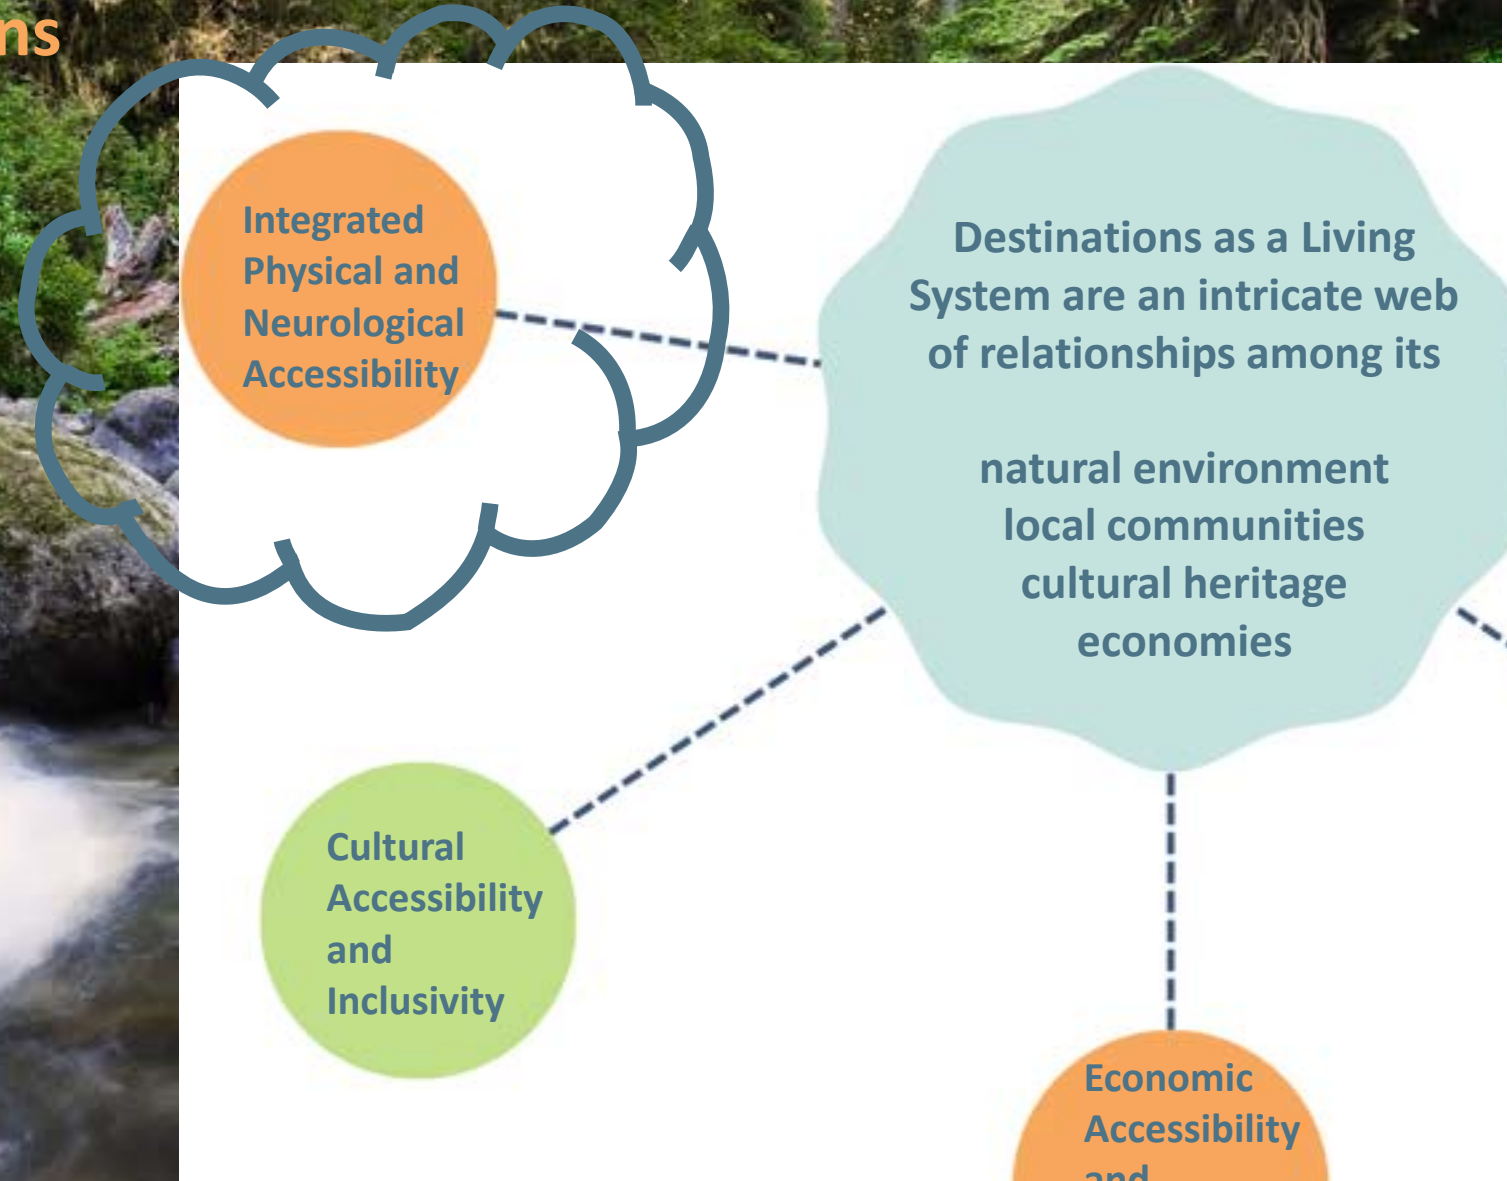 ns
Integrated
Physical and
Neurological
Accessibility
Destinations as a Living
System are an intricate web
of relationships among its
natural environment
local communities
cultural heritage
economies
Cultural
Accessibility
and
Inclusivity
Economic
Accessibility
and